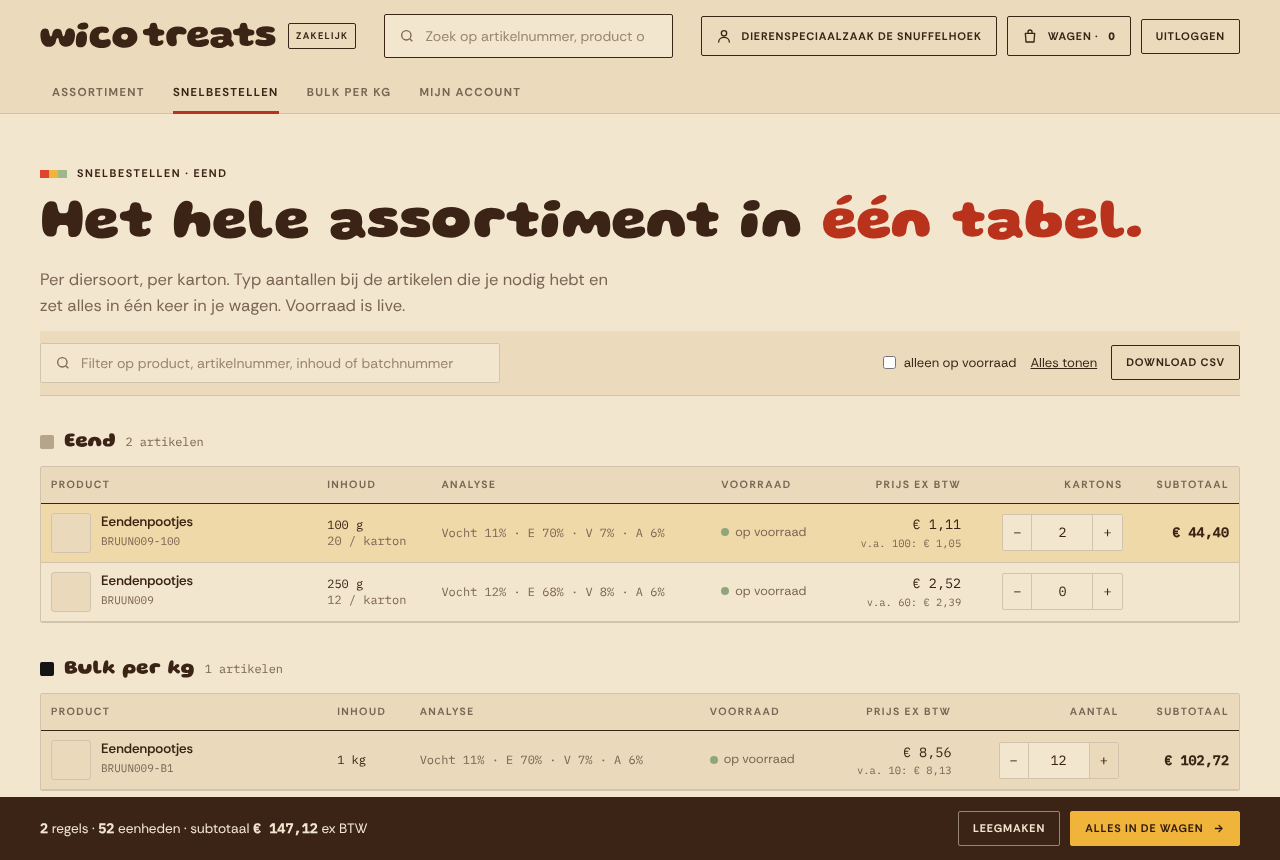 wico treats ZAKELIJK Zoek op artikelnummer, product o DIERENSPECIAALZAAK DE SNUFFELHOEK WAGEN · 0 UITLOGGEN
ASSORTIMENT SNELBESTELLEN BULK PER KG MIJN ACCOUNT
SNELBESTELLEN · EEND
Het hele assortiment in één tabel.
Per diersoort, per karton. Typ aantallen bij de artikelen die je nodig hebt en
zet alles in één keer in je wagen. Voorraad is live.
Filter op product, artikelnummer, inhoud of batchnummer alleen op voorraad Alles tonen DOWNLOAD CSV
Eend 2 artikelen
PRODUCT INHOUD ANALYSE VOORRAAD PRIJS EX BTW KARTONS SUBTOTAAL
Eendenpootjes 100 g Vocht 11% · E 70% · V 7% · A 6% op voorraad € 1,11 − 2 + € 44,40
BRUUN009-100 20 / karton v.a. 100: € 1,05
Eendenpootjes 250 g Vocht 12% · E 68% · V 8% · A 6% op voorraad € 2,52 − 0 +
BRUUN009 12 / karton v.a. 60: € 2,39
Bulk per kg 1 artikelen
PRODUCT INHOUD ANALYSE VOORRAAD PRIJS EX BTW AANTAL SUBTOTAAL
Eendenpootjes 1 kg Vocht 11% · E 70% · V 7% · A 6% op voorraad € 8,56 − 12 + € 102,72
BRUUN009-B1 v.a. 10: € 8,13
2 regels · 52 eenheden · subtotaal € 147,12 ex BTW LEEGMAKEN ALLES IN DE WAGEN →